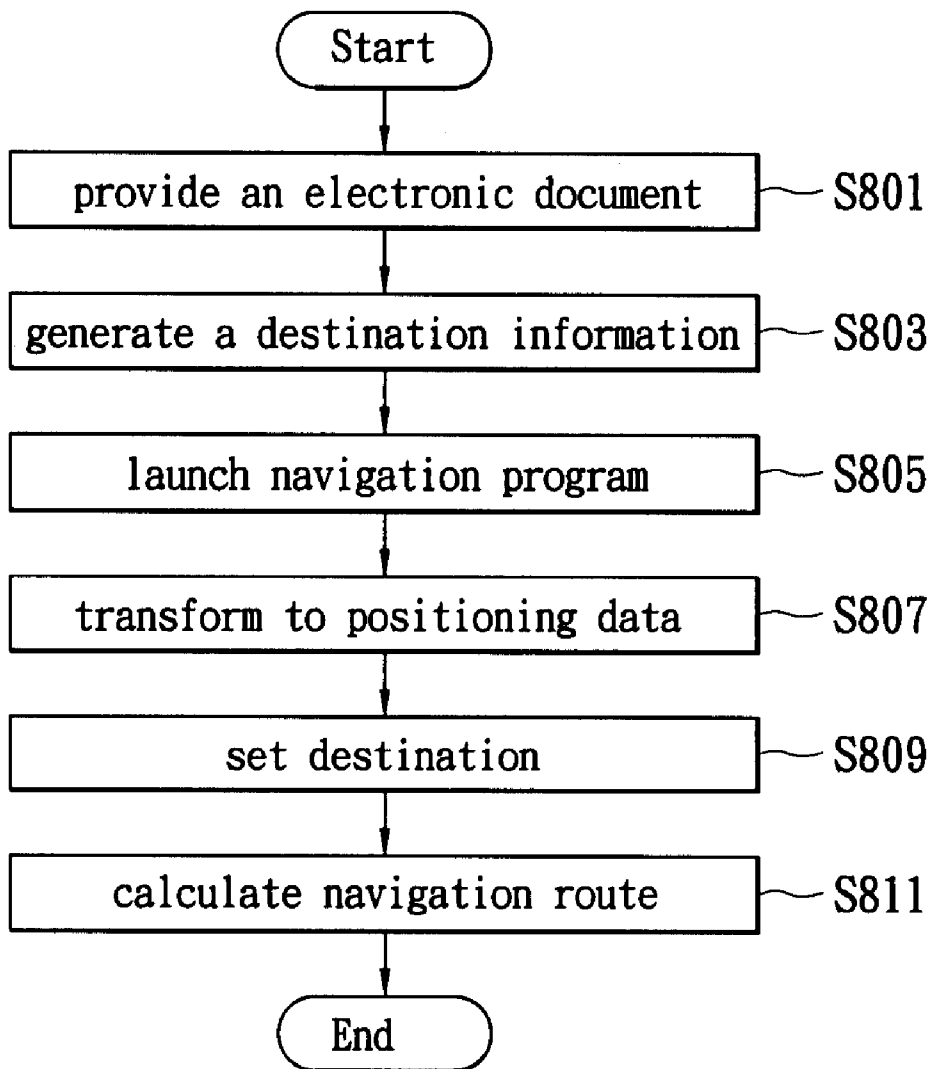 Start
provide an electronic document S801
generate a destination information S803
launch navigation program S805
transform to positioning data S807
set destination S809
calculate navigation route S811
End